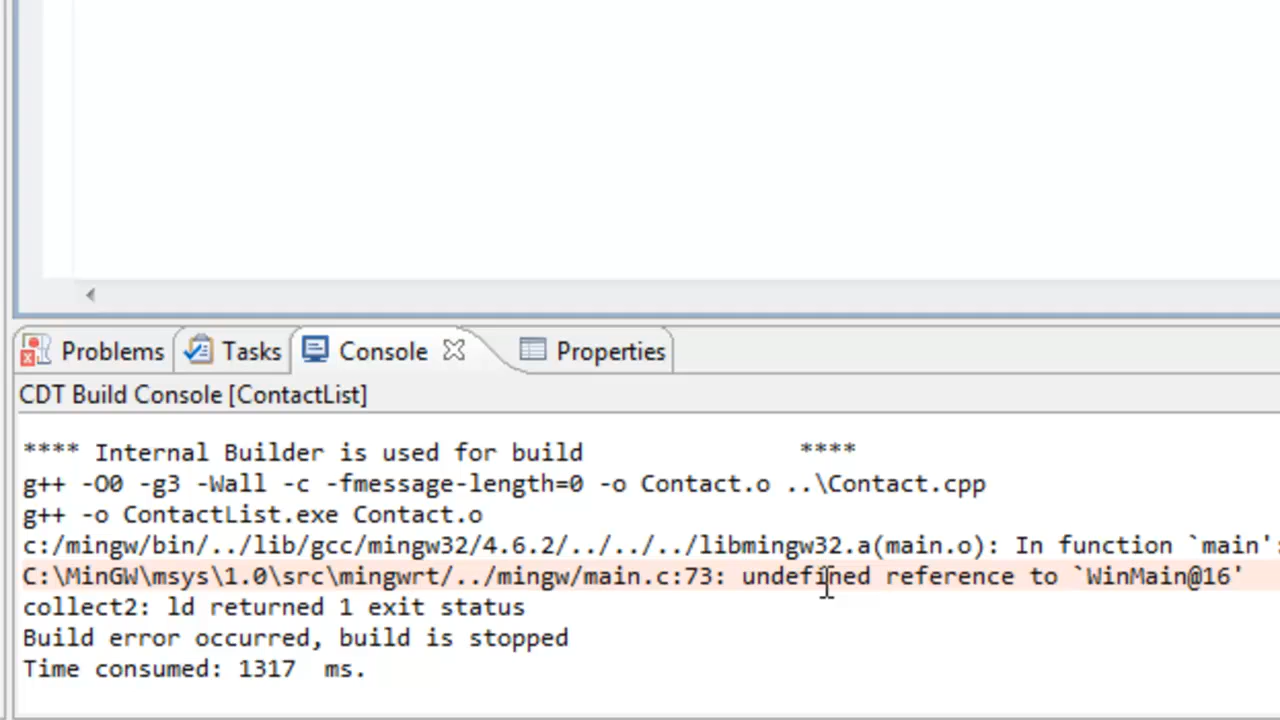 Problems Tasks Console Properties
CDT Build Console [ContactList]
**** Internal Builder is used for build ****
g++ -O0 -g3 -Wall -c -fmessage-length=0 -o Contact.o ..\Contact.cpp
g++ -o ContactList.exe Contact.o
c:/mingw/bin/../lib/gcc/mingw32/4.6.2/../../../libmingw32.a(main.o): In function `main':
C:\MinGW\msys\1.0\src\mingwrt/../mingw/main.c:73: undefined reference to `WinMain@16'
collect2: ld returned 1 exit status
Build error occurred, build is stopped
Time consumed: 1317 ms.